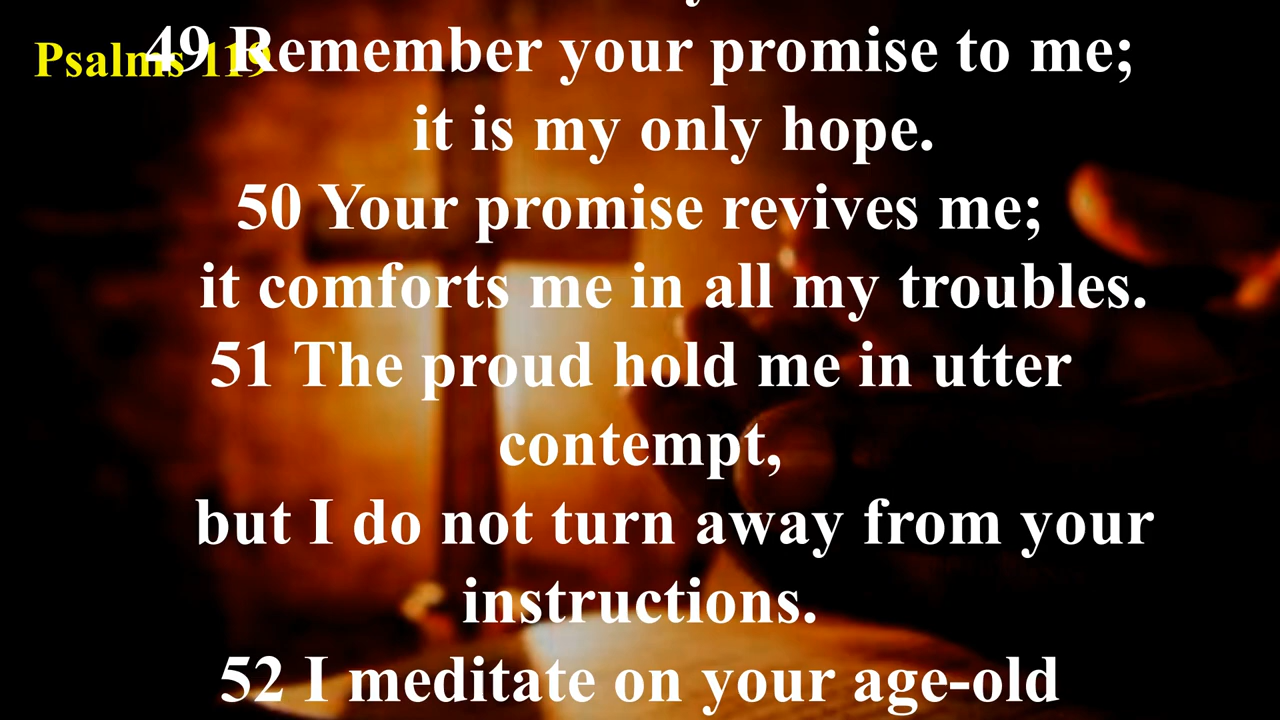 Psalms 119
49 Remember your promise to me;
it is my only hope.
50 Your promise revives me;
it comforts me in all my troubles.
51 The proud hold me in utter
contempt,
but I do not turn away from your
instructions.
52 I meditate on your age-old